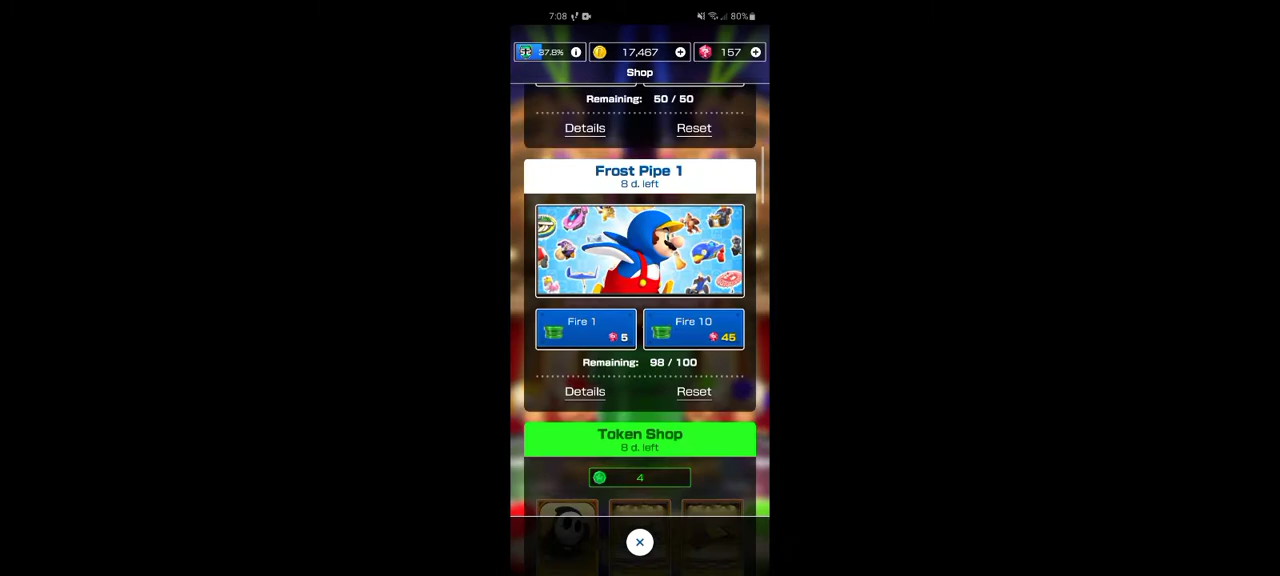 7:08 80%
52 37.8% i 17,467 157
Shop
Remaining: 50 / 50
Details Reset
Frost Pipe 1
8 d. left
Fire 1 Fire 10
5 45
Remaining: 98 / 100
Details Reset
Token Shop
8 d. left
4